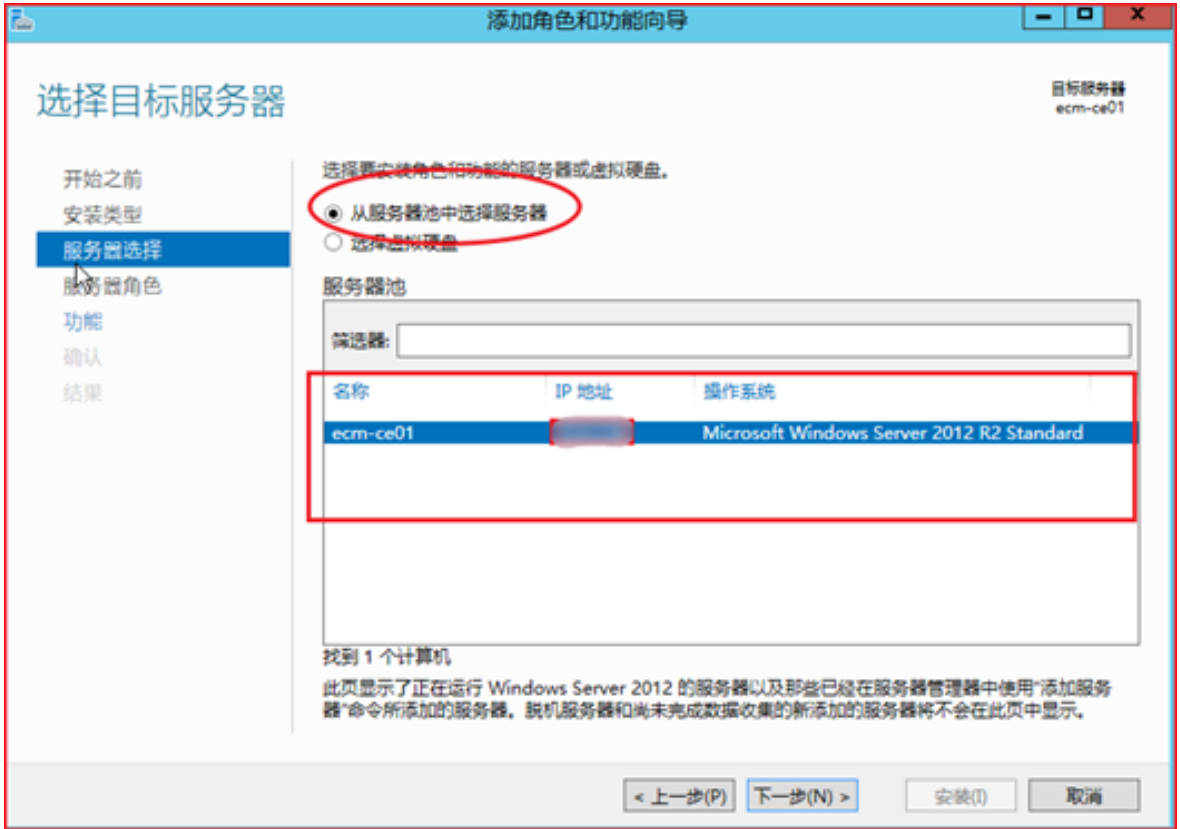 添加角色和功能向导
选择目标服务器
目标服务器
ecm-ce01
开始之前
安装类型
服务器选择
服务器角色
功能
确认
结果
选择要安装角色和功能的服务器或虚拟硬盘。
从服务器池中选择服务器
选择虚拟硬盘
服务器池
筛选器:
名称 IP 地址 操作系统
ecm-ce01 Microsoft Windows Server 2012 R2 Standard
找到 1 个计算机
此页显示了正在运行 Windows Server 2012 的服务器以及那些已经在服务器管理器中使用"添加服务
器"命令所添加的服务器。脱机服务器和尚未完成数据收集的新添加的服务器将不会在此页中显示。
< 上一步(P) 下一步(N) > 安装(I) 取消